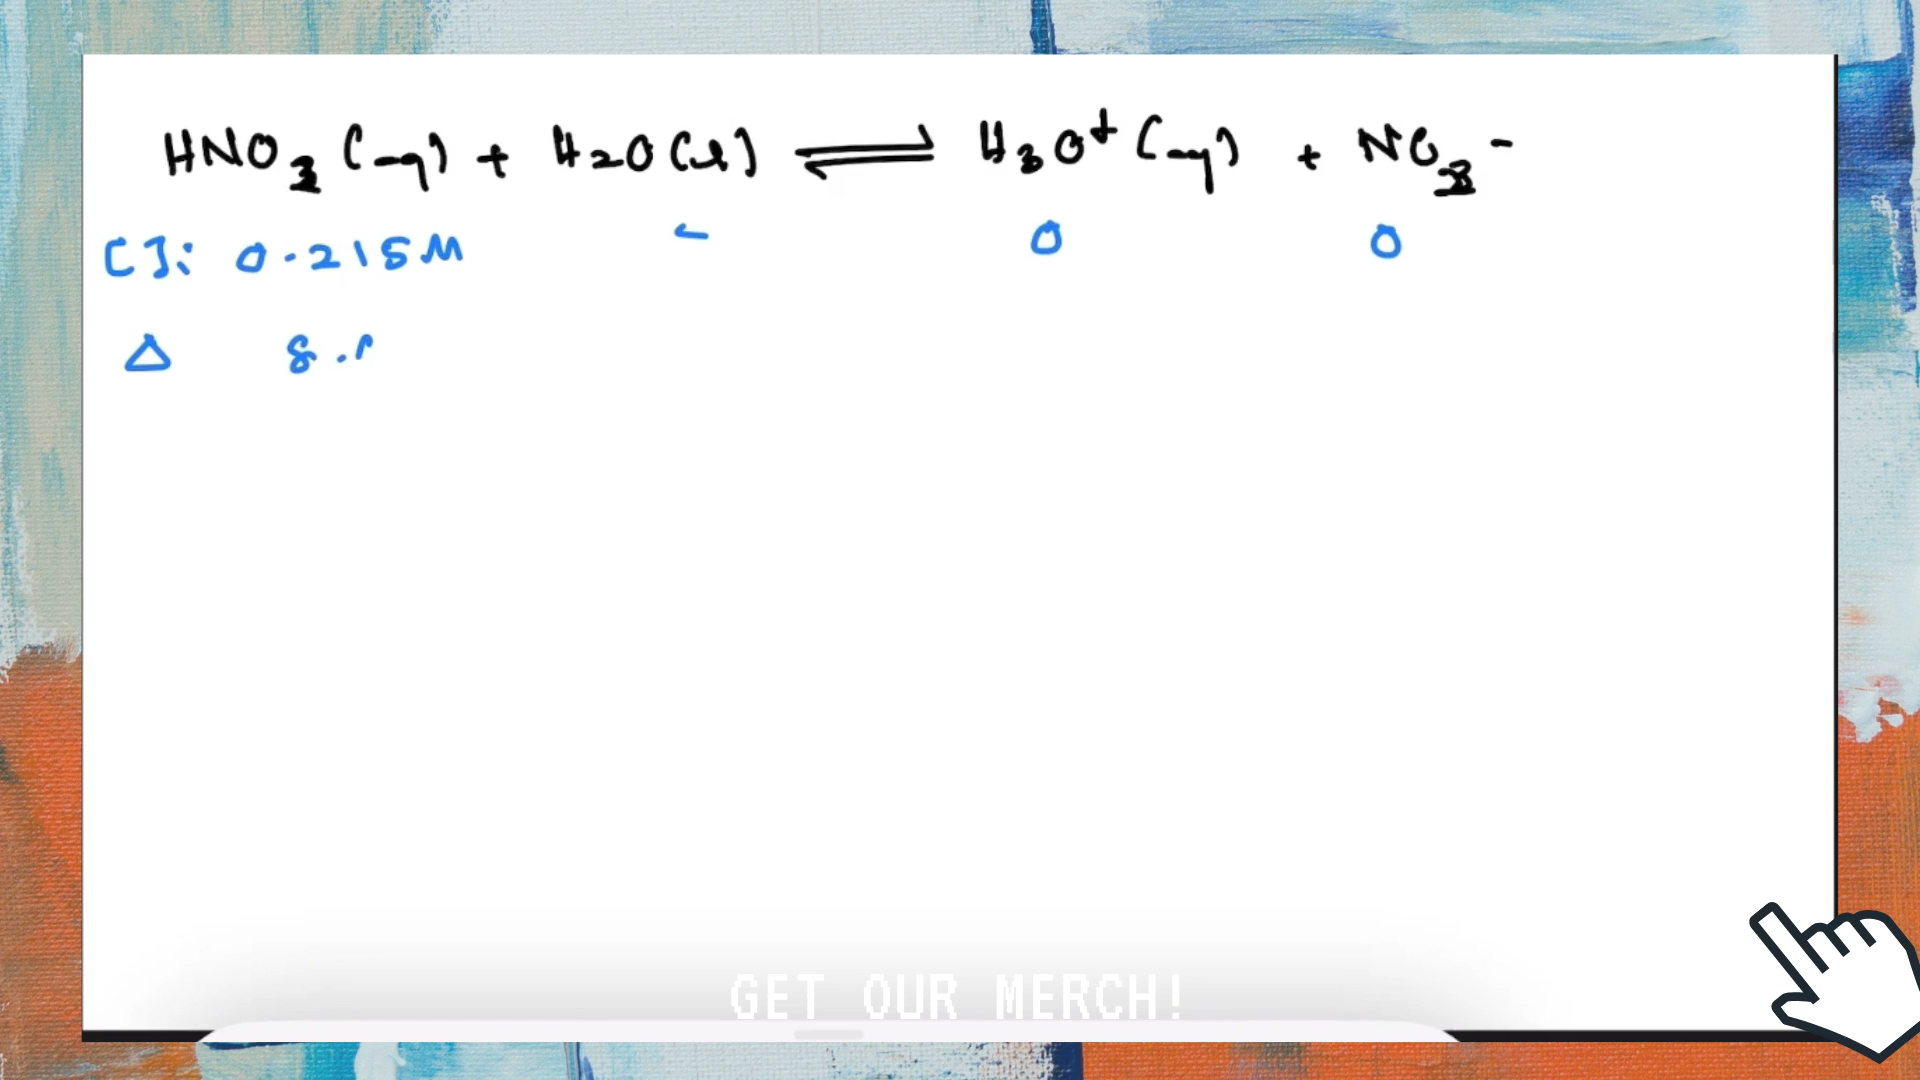 HNO3 (aq) + H2O(l) ⇌ H3O+ (aq) + NO3 -
[]: 0.215M - 0 0
Δ
GET OUR MERCH!